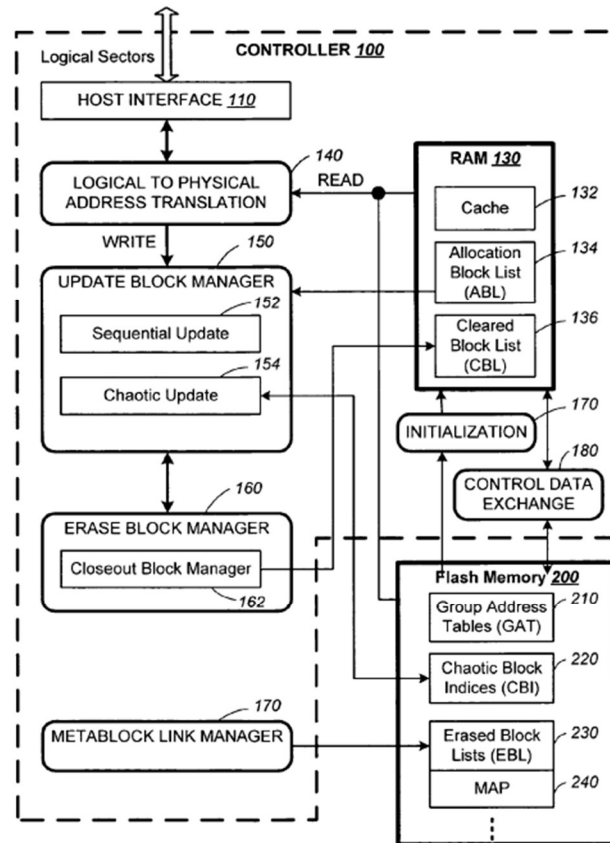 Logical Sectors
CONTROLLER 100
HOST INTERFACE 110
140
LOGICAL TO PHYSICAL
ADDRESS TRANSLATION
READ
WRITE
150
UPDATE BLOCK MANAGER
152
Sequential Update
154
Chaotic Update
160
ERASE BLOCK MANAGER
Closeout Block Manager
162
170
METABLOCK LINK MANAGER
RAM 130
132
Cache
134
Allocation
Block List
(ABL)
136
Cleared
Block List
(CBL)
170
INITIALIZATION
180
CONTROL DATA
EXCHANGE
Flash Memory 200
210
Group Address
Tables (GAT)
220
Chaotic Block
Indices (CBI)
230
Erased Block
Lists (EBL)
240
MAP